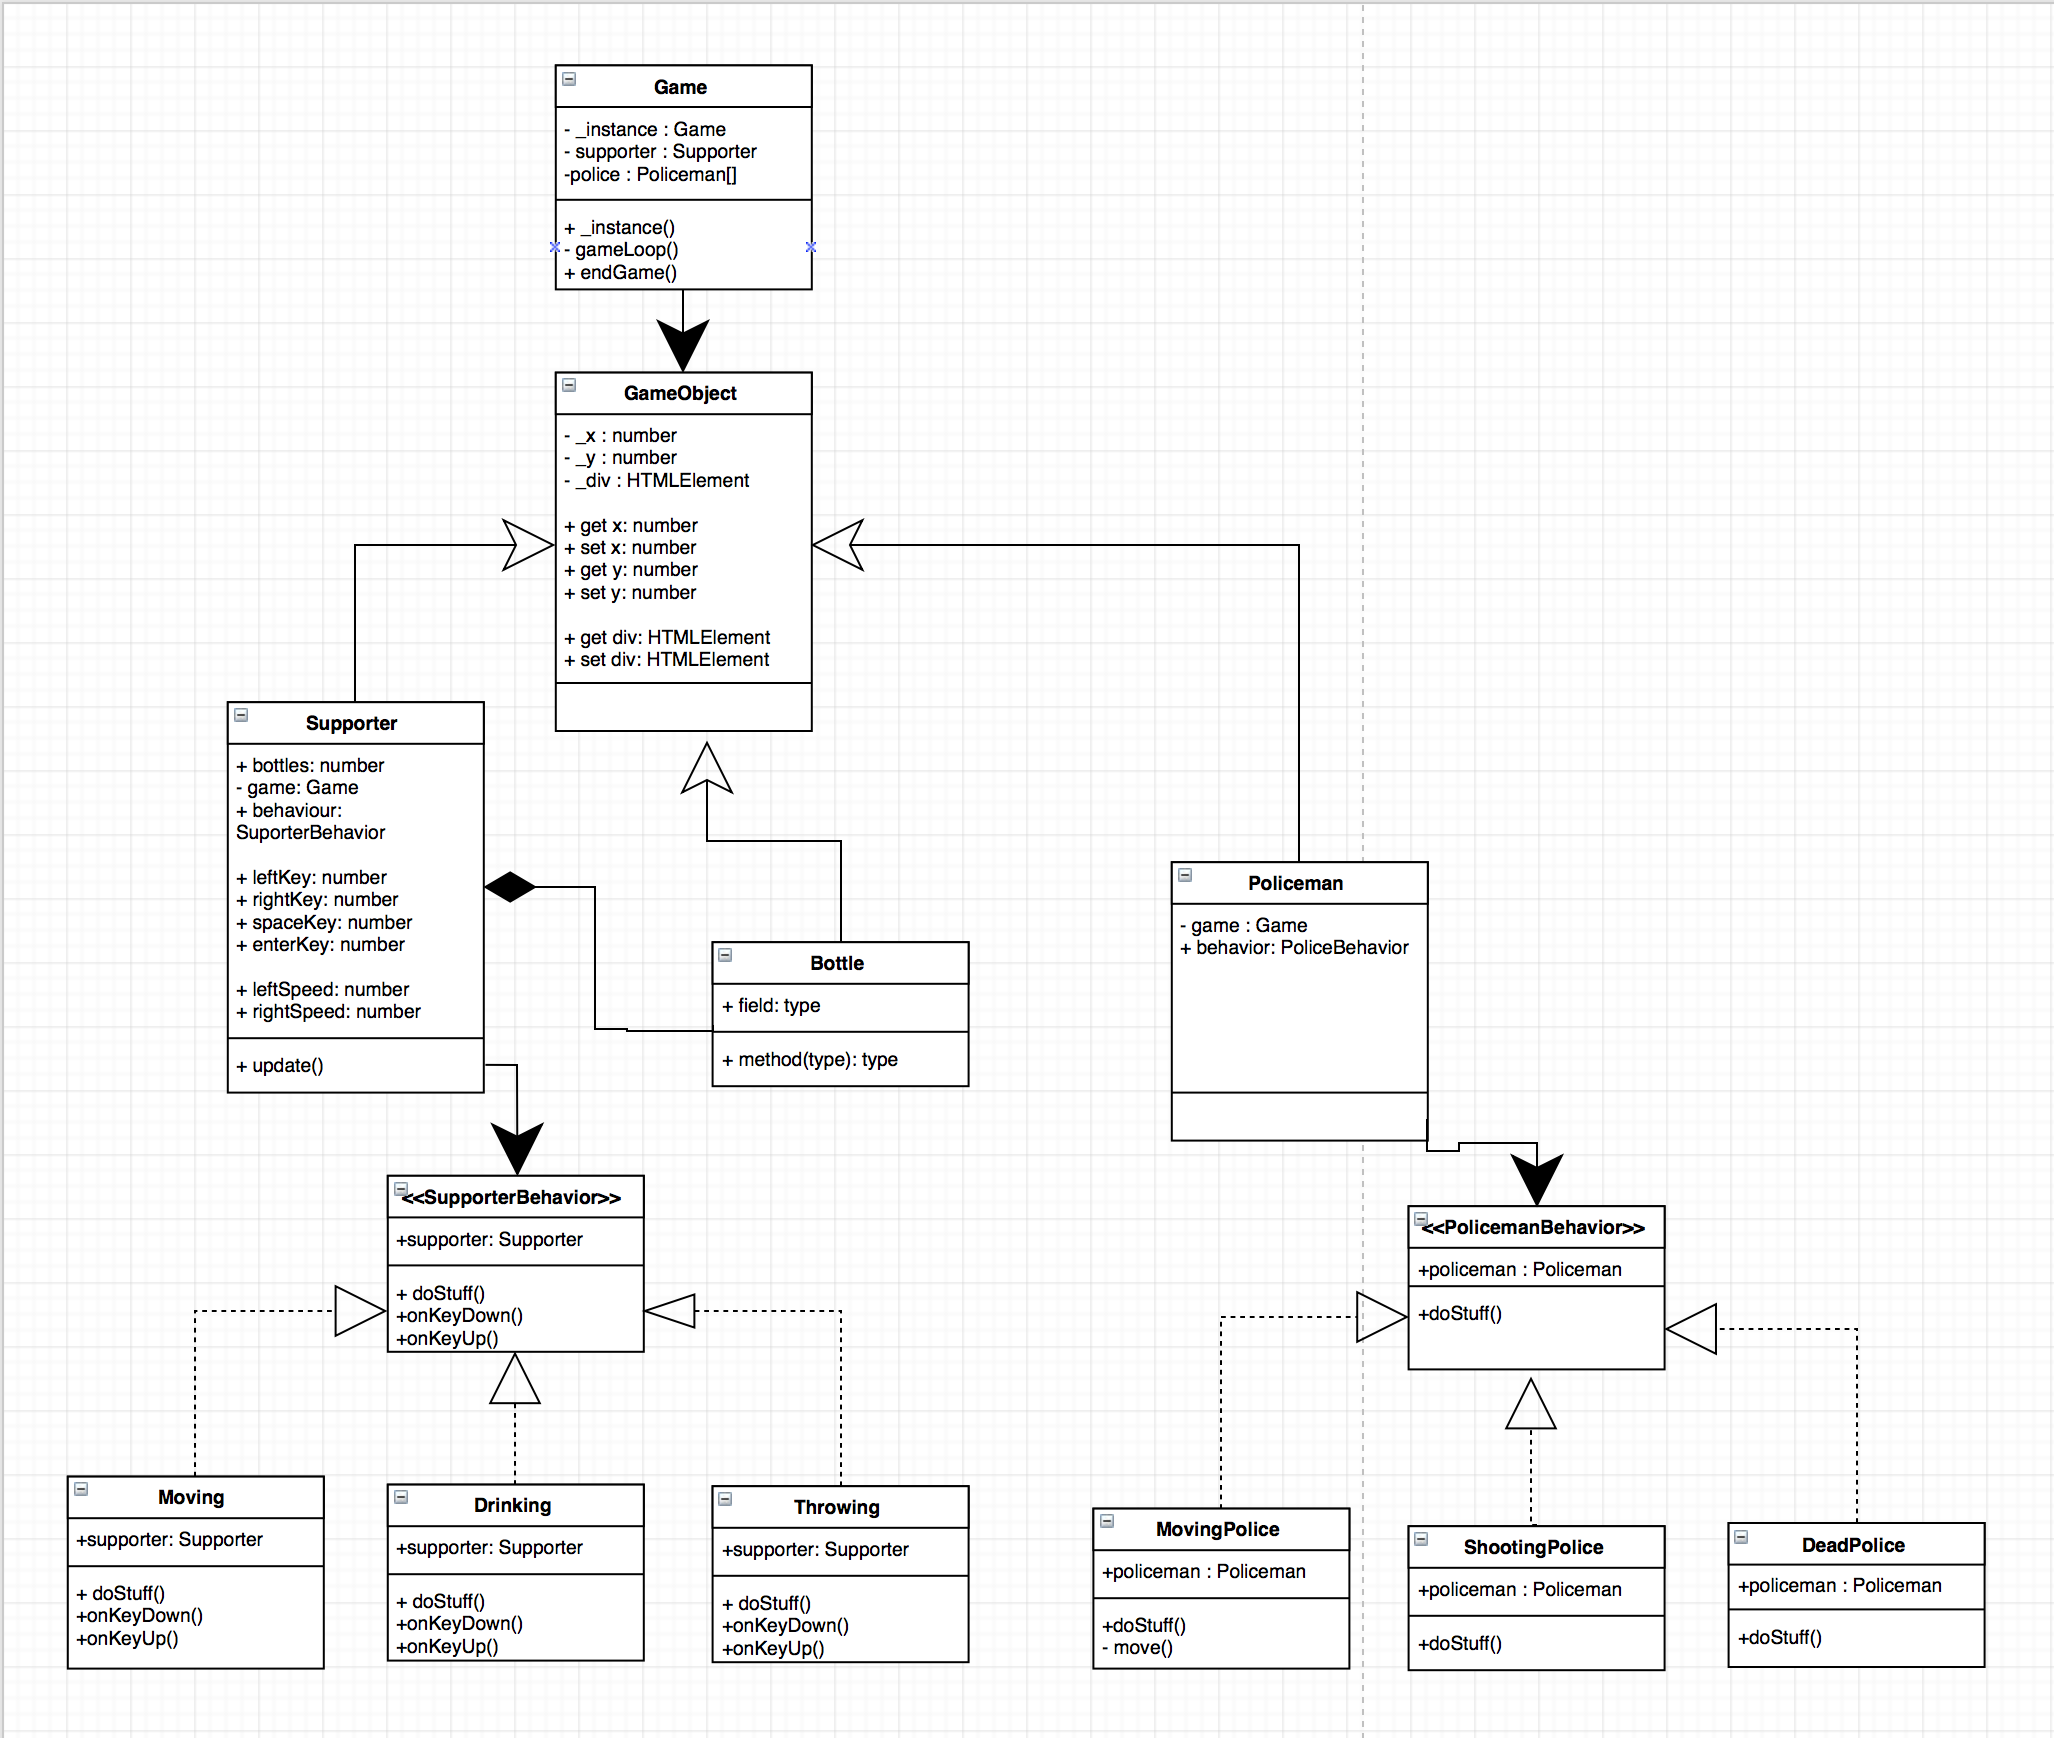 Game
- _instance : Game
- supporter : Supporter
-police : Policeman[]
+ _instance()
- gameLoop()
+ endGame()
GameObject
- _x : number
- _y : number
- _div : HTMLElement
+ get x: number
+ set x: number
+ get y: number
+ set y: number
+ get div: HTMLElement
+ set div: HTMLElement
Supporter
+ bottles: number
- game: Game
+ behaviour:
SuporterBehavior
+ leftKey: number
+ rightKey: number
+ spaceKey: number
+ enterKey: number
+ leftSpeed: number
+ rightSpeed: number
+ update()
Bottle
+ field: type
+ method(type): type
Policeman
- game : Game
+ behavior: PoliceBehavior
<<SupporterBehavior>>
+supporter: Supporter
+ doStuff()
+onKeyDown()
+onKeyUp()
<<PolicemanBehavior>>
+policeman : Policeman
+doStuff()
Moving
+supporter: Supporter
+ doStuff()
+onKeyDown()
+onKeyUp()
Drinking
+supporter: Supporter
+ doStuff()
+onKeyDown()
+onKeyUp()
Throwing
+supporter: Supporter
+ doStuff()
+onKeyDown()
+onKeyUp()
MovingPolice
+policeman : Policeman
+doStuff()
- move()
ShootingPolice
+policeman : Policeman
+doStuff()
DeadPolice
+policeman : Policeman
+doStuff()